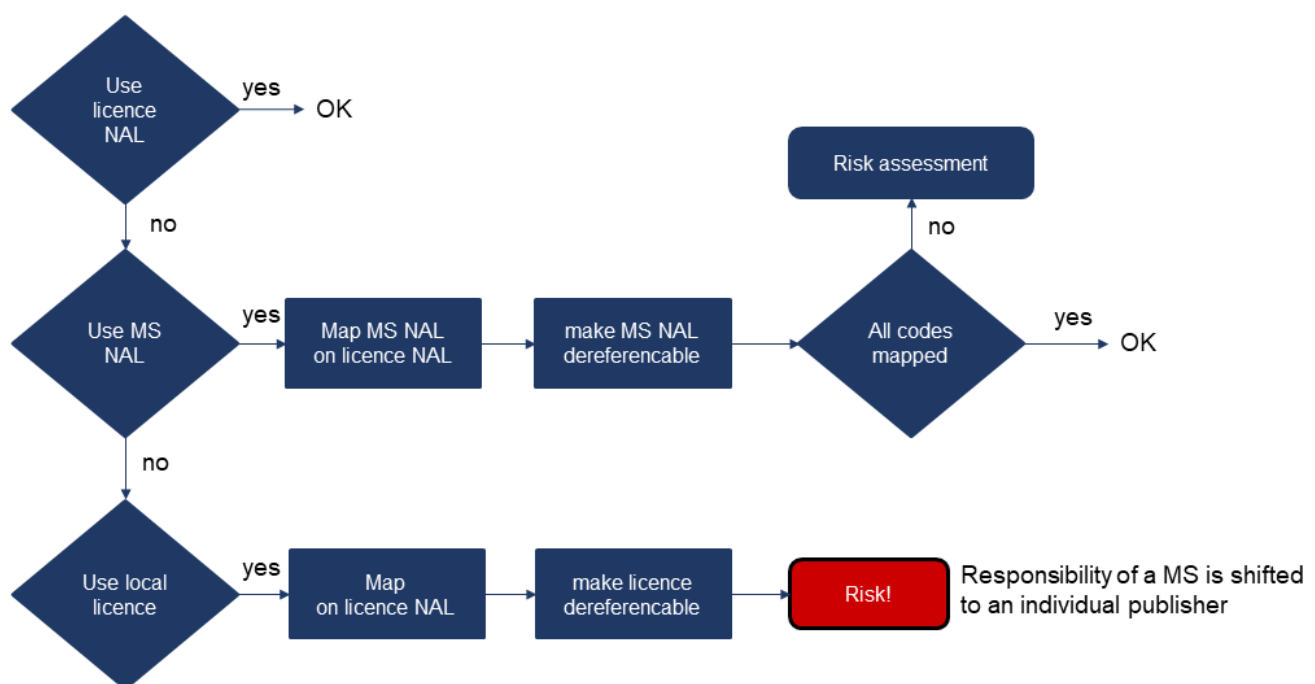 Use
licence
NAL
yes
OK
no
Risk assessment
no
Use MS
NAL
yes
Map MS NAL
on licence NAL
make MS NAL
dereferencable
All codes
mapped
yes
OK
no
Use local
licence
yes
Map
on licence NAL
make licence
dereferencable
Risk!
Responsibility of a MS is shifted
to an individual publisher